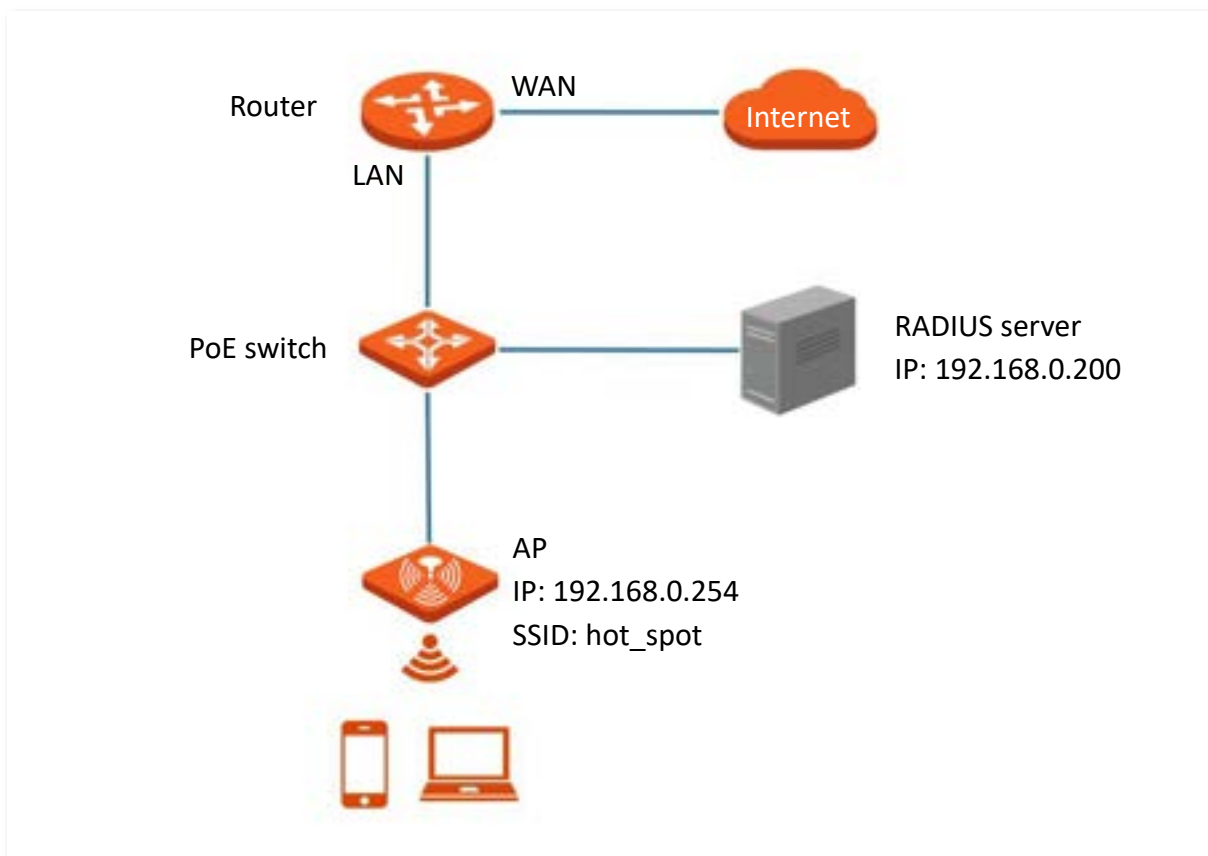 WAN
Router
Internet
LAN
RADIUS server
PoE switch
IP: 192.168.0.200
AP
IP: 192.168.0.254
SSID: hot_spot